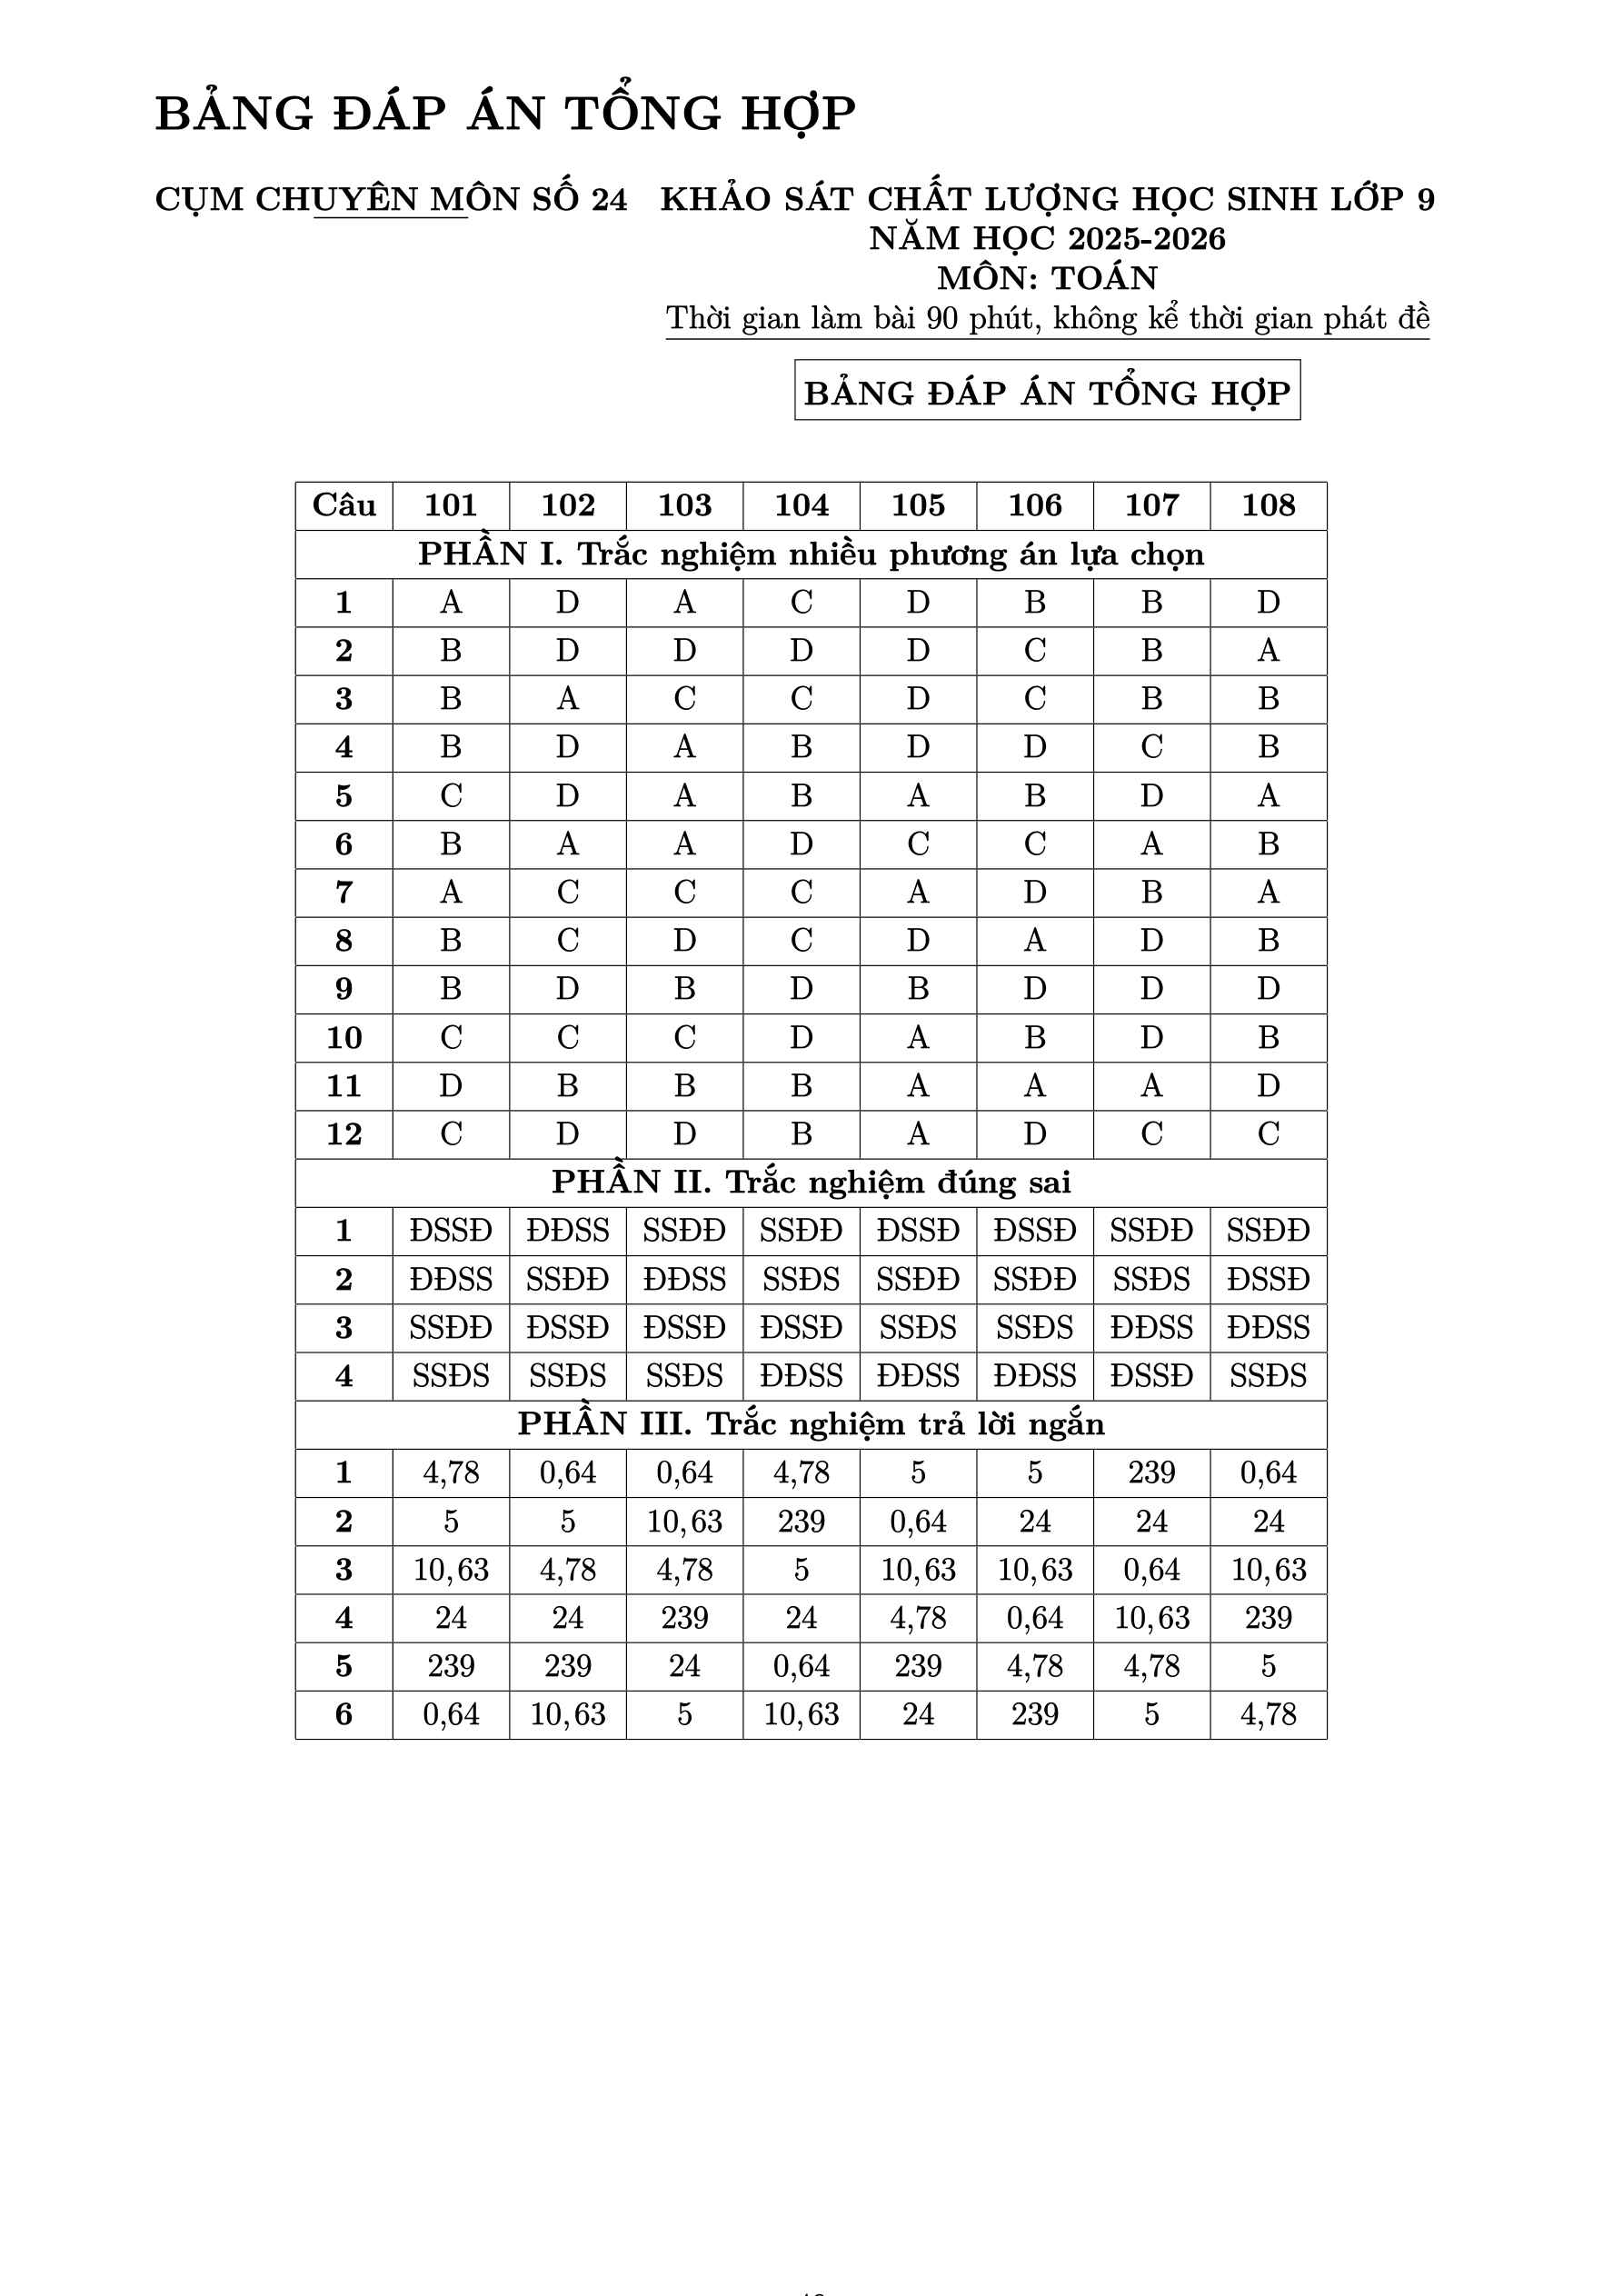 BẢNG ĐÁP ÁN TỔNG HỢP
CỤM CHUYÊN MÔN SỐ 24 KHẢO SÁT CHẤT LƯỢNG HỌC SINH LỚP 9
NĂM HỌC 2025-2026
MÔN: TOÁN
Thời gian làm bài 90 phút, không kể thời gian phát đề
BẢNG ĐÁP ÁN TỔNG HỢP
Câu 101 102 103 104 105 106 107 108
PHẦN I. Trắc nghiệm nhiều phương án lựa chọn
1 A D A C D B B D
2 B D D D D C B A
3 B A C C D C B B
4 B D A B D D C B
5 C D A B A B D A
6 B A A D C C A B
7 A C C C A D B A
8 B C D C D A D B
9 B D B D B D D D
10 C C C D A B D B
11 D B B B A A A D
12 C D D B A D C C
PHẦN II. Trắc nghiệm đúng sai
1 ĐSSĐ ĐĐSS SSĐĐ SSĐĐ ĐSSĐ ĐSSĐ SSĐĐ SSĐĐ
2 ĐĐSS SSĐĐ ĐĐSS SSĐS SSĐĐ SSĐĐ SSĐS ĐSSĐ
3 SSĐĐ ĐSSĐ ĐSSĐ ĐSSĐ SSĐS SSĐS ĐĐSS ĐĐSS
4 SSĐS SSĐS SSĐS ĐĐSS ĐĐSS ĐĐSS ĐSSĐ SSĐS
PHẦN III. Trắc nghiệm trả lời ngắn
1 4,78 0,64 0,64 4,78 5 5 239 0,64
2 5 5 10,63 239 0,64 24 24 24
3 10,63 4,78 4,78 5 10,63 10,63 0,64 10,63
4 24 24 239 24 4,78 0,64 10,63 239
5 239 239 24 0,64 239 4,78 4,78 5
6 0,64 10,63 5 10,63 24 239 5 4,78